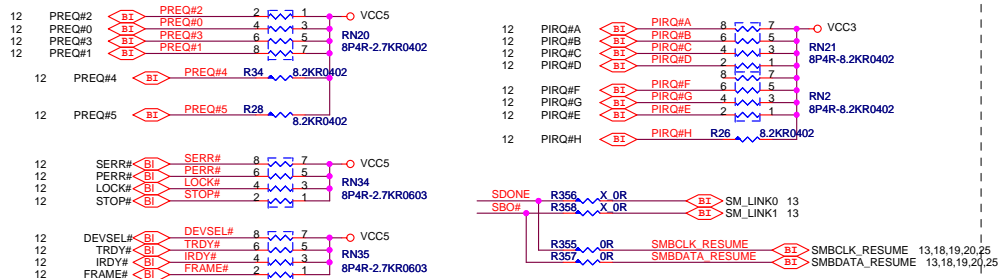 12 PREQ#2 BI PREQ#2 2 1 VCC5
12 PREQ#0 BI PREQ#0 4 3
12 PREQ#3 BI PREQ#3 6 5 RN20
12 PREQ#1 BI PREQ#1 8 7 8P4R-2.7KR0402
12 PREQ#4 BI PREQ#4 R34 8.2KR0402
12 PREQ#5 BI PREQ#5 R28 8.2KR0402
12 SERR# BI SERR# 8 7 VCC5
12 PERR# BI PERR# 6 5
12 LOCK# BI LOCK# 4 3 RN34
12 STOP# BI STOP# 2 1 8P4R-2.7KR0603
12 DEVSEL# BI DEVSEL# 8 7 VCC5
12 TRDY# BI TRDY# 6 5
12 IRDY# BI IRDY# 4 3 RN35
12 FRAME# BI FRAME# 2 1 8P4R-2.7KR0603
12 PIRQ#A BI PIRQ#A 8 7 VCC3
12 PIRQ#B BI PIRQ#B 6 5
12 PIRQ#C BI PIRQ#C 4 3 RN21
12 PIRQ#D BI PIRQ#D 2 1 8P4R-8.2KR0402
8 7
12 PIRQ#F BI PIRQ#F 6 5
12 PIRQ#G BI PIRQ#G 4 3 RN2
12 PIRQ#E BI PIRQ#E 2 1 8P4R-8.2KR0402
12 PIRQ#H BI PIRQ#H R26 8.2KR0402
SDONE R356 X_0R BI SM_LINK0 13
SBO# R358 X_0R BI SM_LINK1 13
R355 0R SMBCLK_RESUME BI SMBCLK_RESUME 13,18,19,20,25
R357 0R SMBDATA_RESUME BI SMBDATA_RESUME 13,18,19,20,25